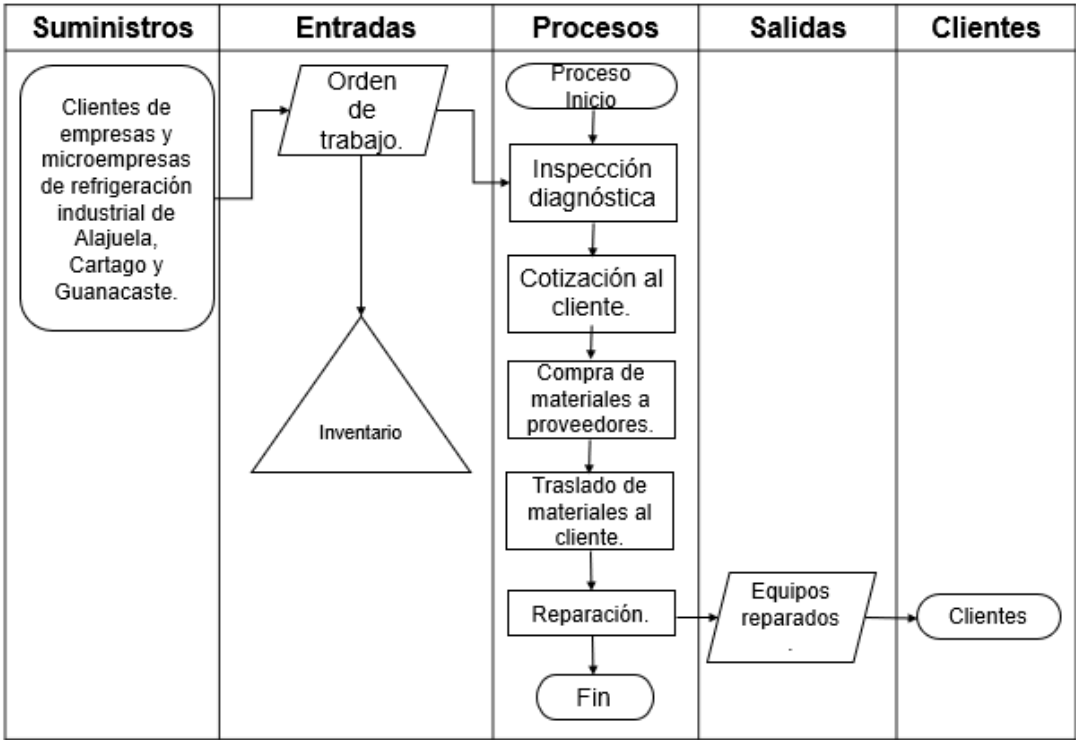 Suministros
Entradas
Procesos
Salidas
Clientes
Clientes de
empresas y
microempresas
de refrigeración
industrial de
Alajuela,
Cartago y
Guanacaste.
Orden
de
trabajo.
Inventario
Proceso
Inicio
Inspección
diagnóstica
Cotización al
cliente.
Compra de
materiales a
proveedores.
Traslado de
materiales al
cliente.
Reparación.
Fin
Equipos
reparados
.
Clientes